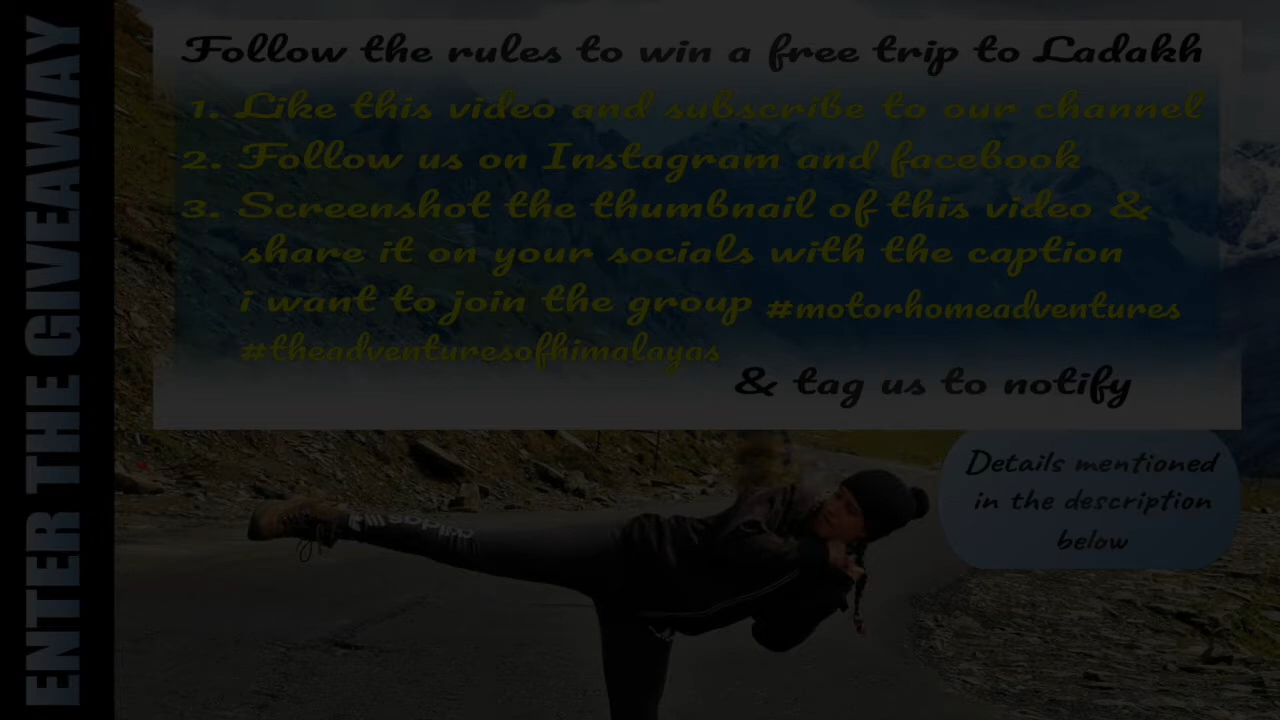 ENTER THE GIVEAWAY
Follow the rules to win a free trip to Ladakh
1. Like this video and subscribe to our channel
2. Follow us on Instagram and facebook
3. Screenshot the thumbnail of this video &
share it on your socials with the caption
i want to join the group #motorhomeadventures
#theadventuresofhimalayas
& tag us to notify
Details mentioned
in the description
below